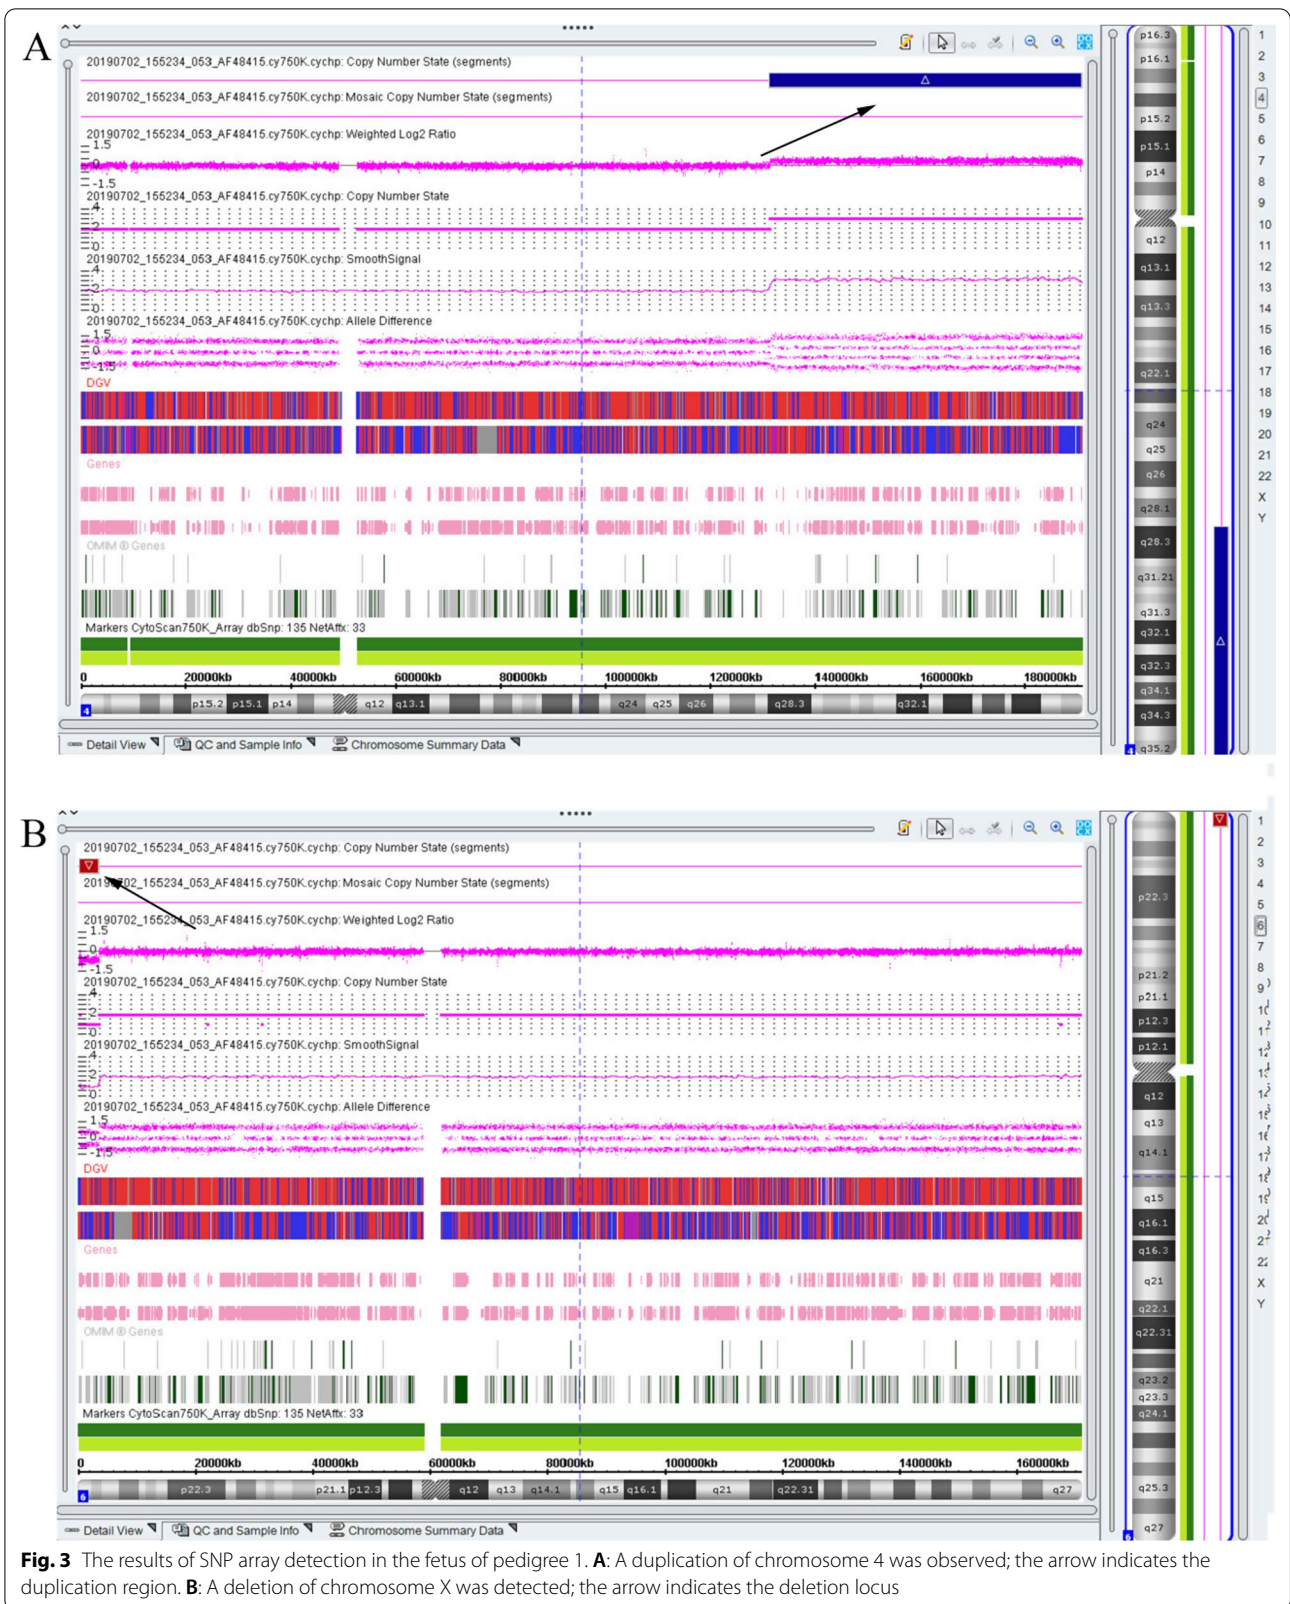 A
20190702_155234_053_AF48415.cy750K.cychp: Copy Number State (segments)
20190702_155234_053_AF48415.cy750K.cychp: Mosaic Copy Number State (segments)
20190702_155234_053_AF48415.cy750K.cychp: Weighted Log2 Ratio
1.5
0
-1.5
20190702_155234_053_AF48415.cy750K.cychp: Copy Number State
4
2
0
20190702_155234_053_AF48415.cy750K.cychp: SmoothSignal
4
2
0
20190702_155234_053_AF48415.cy750K.cychp: Allele Difference
1.5
0
-1.5
DGV
Genes
OMIM ® Genes
Markers CytoScan750K_Array dbSnp: 135 NetAffx: 33
0 20000kb 40000kb 60000kb 80000kb 100000kb 120000kb 140000kb 160000kb 180000kb
p15.2 p15.1 p14 q12 q13.1 q24 q25 q26 q28.3 q32.1
4
Detail View QC and Sample Info Chromosome Summary Data
p16.3
p16.1
p15.2
p15.1
p14
q12
q13.1
q13.3
q22.1
q24
q25
q26
q28.1
q28.3
q31.21
q31.3
q32.1
q32.3
q34.1
q34.3
q35.2
4
1
2
3
4
5
6
7
8
9
10
11
12
13
14
15
16
17
18
19
20
21
22
X
Y
B
20190702_155234_053_AF48415.cy750K.cychp: Copy Number State (segments)
20190702_155234_053_AF48415.cy750K.cychp: Mosaic Copy Number State (segments)
20190702_155234_053_AF48415.cy750K.cychp: Weighted Log2 Ratio
1.5
0
-1.5
20190702_155234_053_AF48415.cy750K.cychp: Copy Number State
4
2
0
20190702_155234_053_AF48415.cy750K.cychp: SmoothSignal
4
2
0
20190702_155234_053_AF48415.cy750K.cychp: Allele Difference
1.5
0
-1.5
DGV
Genes
OMIM ® Genes
Markers CytoScan750K_Array dbSnp: 135 NetAffx: 33
0 20000kb 40000kb 60000kb 80000kb 100000kb 120000kb 140000kb 160000kb
p22.3 p21.1 p12.3 q12 q13 q14.1 q15 q16.1 q21 q22.31 q27
6
Detail View QC and Sample Info Chromosome Summary Data
p22.3
p21.2
p21.1
p12.3
p12.1
q12
q13
q14.1
q15
q16.1
q16.3
q21
q22.1
q22.31
q23.2
q23.3
q24.1
q25.3
q27
6
1
2
3
4
5
6
7
8
9
X
Y
Fig. 3 The results of SNP array detection in the fetus of pedigree 1. A: A duplication of chromosome 4 was observed; the arrow indicates the
duplication region. B: A deletion of chromosome X was detected; the arrow indicates the deletion locus